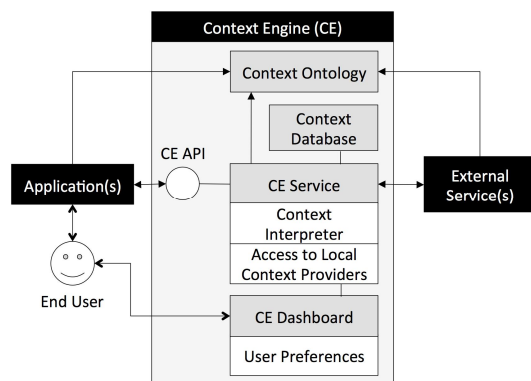 Context Engine (CE)
Context Ontology
Context
Database
CE API
Application(s)
CE Service
External
Service(s)
Context
Interpreter
Access to Local
Context Providers
End User
CE Dashboard
User Preferences